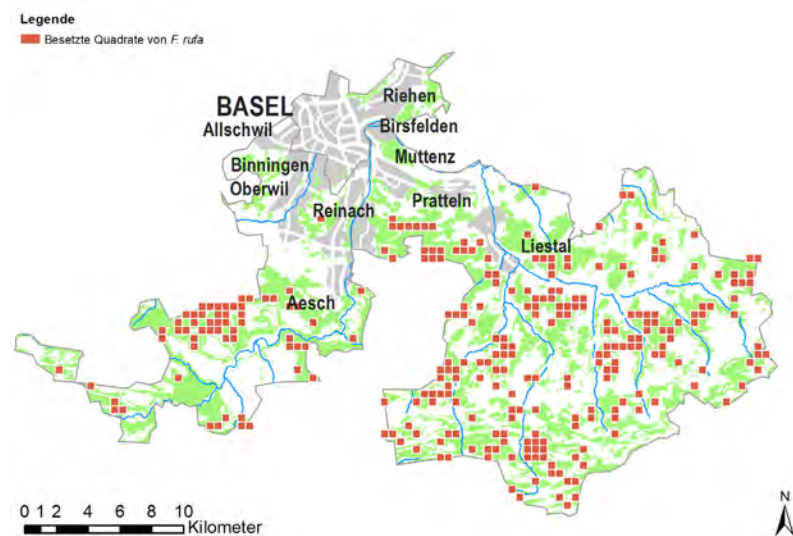 Legende
Besetzte Quadrate von F. rufa
Riehen
BASEL
Allschwil
Birsfelden
Muttenz
Binningen
Oberwil
Pratteln
Reinach
Liestal
Aesch
N
0 1 2 4 6 8 10
Kilometer